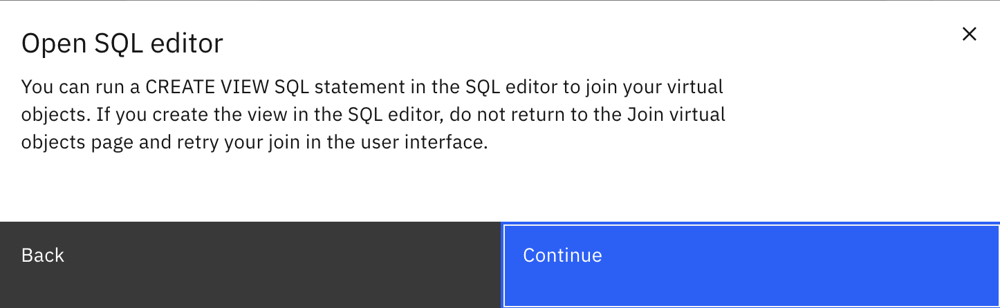 Open SQL editor
You can run a CREATE VIEW SQL statement in the SQL editor to join your virtual
objects. If you create the view in the SQL editor, do not return to the Join virtual
objects page and retry your join in the user interface.
Back
Continue